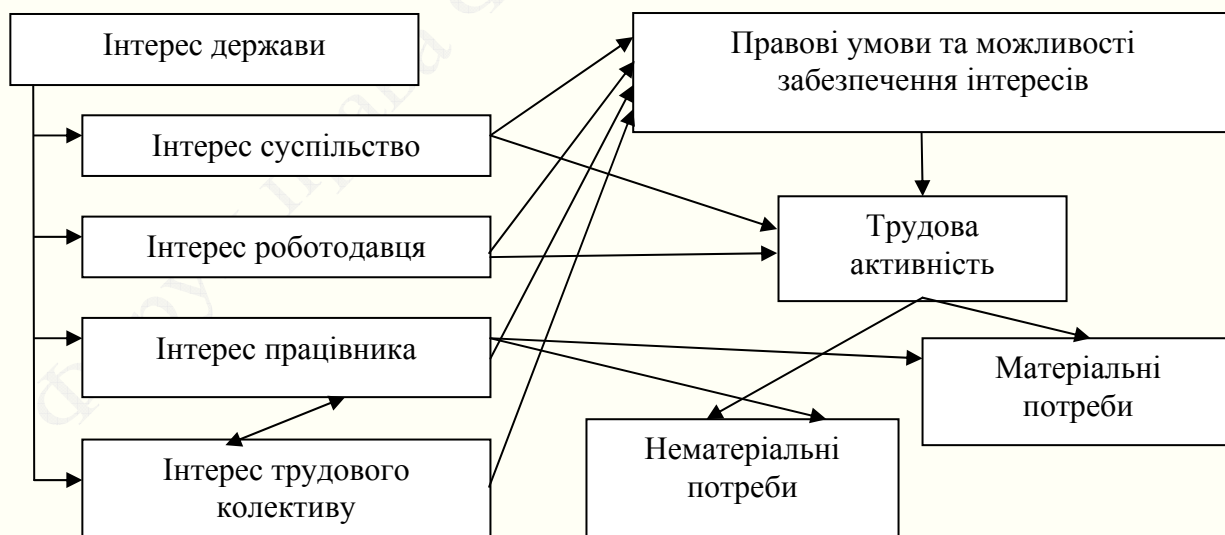 Інтерес держави
Правові умови та можливості
забезпечення інтересів
Інтерес суспільство
Інтерес роботодавця
Трудова
активність
Інтерес працівника
Матеріальні
потреби
Інтерес трудового
колективу
Нематеріальні
потреби